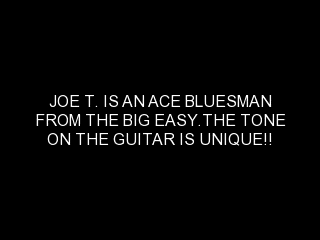 JOE T. IS AN ACE BLUESMAN
FROM THE BIG EASY.THE TONE
ON THE GUITAR IS UNIQUE!!